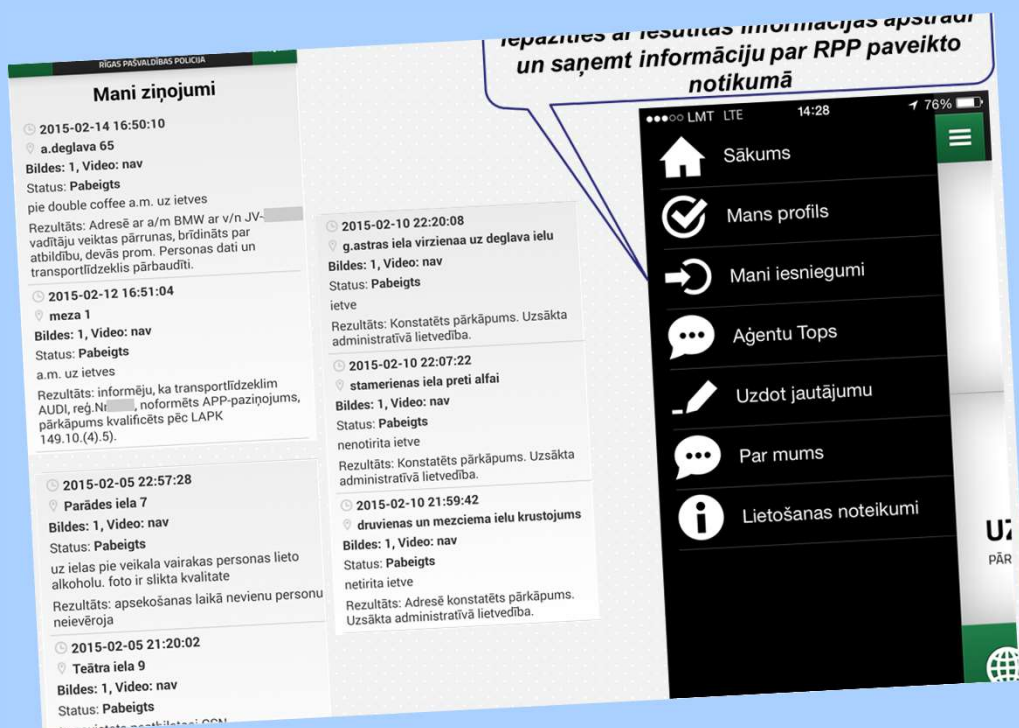 RĪGAS PAŠVALDĪBAS POLICIJA
Mani ziņojumi
2015-02-14 16:50:10
a.deglava 65
Bildes: 1, Video: nav
Status: Pabeigts
pie double coffee a.m. uz ietves
Rezultāts: Adresē ar a/m BMW ar v/n JV-
vadītāju veiktas pārrunas, brīdināts par
atbildību, devās prom. Personas dati un
transportlīdzeklis pārbaudīti.
2015-02-12 16:51:04
meza 1
Bildes: 1, Video: nav
Status: Pabeigts
a.m. uz ietves
Rezultāts: informēju, ka transportlīdzeklim
AUDI, reģ.Nr , noformēts APP-paziņojums,
pārkāpums kvalificēts pēc LAPK
149.10.(4).5).
2015-02-05 22:57:28
Parādes iela 7
Bildes: 1, Video: nav
Status: Pabeigts
uz ielas pie veikala vairakas personas lieto
alkoholu. foto ir slikta kvalitate
Rezultāts: apsekošanas laikā nevienu personu
neievēroja
2015-02-05 21:20:02
Teātra iela 9
Bildes: 1, Video: nav
Status: Pabeigts
2015-02-10 22:20:08
g.astras iela virzienaa uz deglava ielu
Bildes: 1, Video: nav
Status: Pabeigts
ietve
Rezultāts: Konstatēts pārkāpums. Uzsākta
administratīvā lietvedība.
2015-02-10 22:07:22
stamerienas iela preti alfai
Bildes: 1, Video: nav
Status: Pabeigts
nenotirita ietve
Rezultāts: Konstatēts pārkāpums. Uzsākta
administratīvā lietvedība.
2015-02-10 21:59:42
druvienas un mezciema ielu krustojums
Bildes: 1, Video: nav
Status: Pabeigts
netirita ietve
Rezultāts: Adresē konstatēts pārkāpums.
Uzsākta administratīvā lietvedība.
Iepazīties ar iesūtītās informācijas apstrādi
un saņemt informāciju par RPP paveikto
notikumā
LMT LTE 14:28 76%
Sākums
Mans profils
Mani iesniegumi
Aģentu Tops
Uzdot jautājumu
Par mums
Lietošanas noteikumi
UZ
PĀR